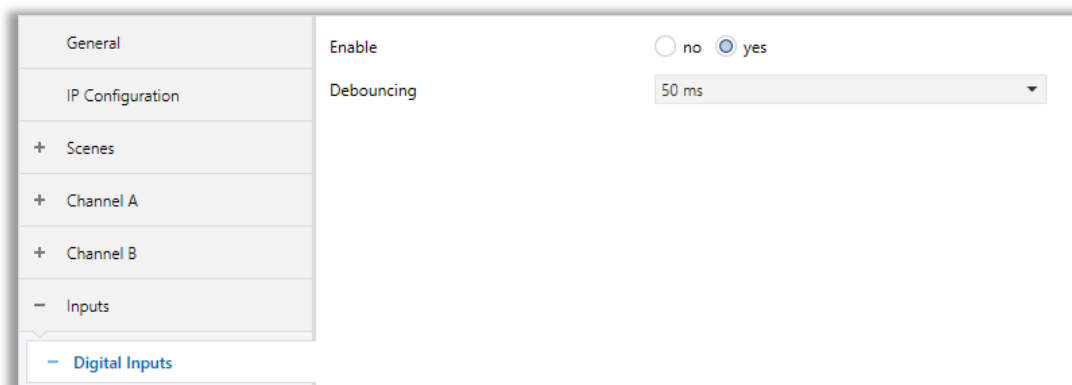 General
IP Configuration
+ Scenes
+ Channel A
+ Channel B
− Inputs
− Digital Inputs
Enable no yes
Debouncing 50 ms